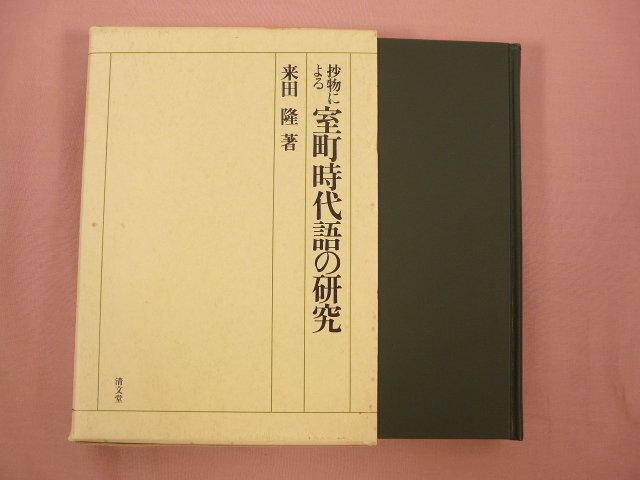 抄物に
よる
室町時代語の研究
来田 隆 著
清文堂